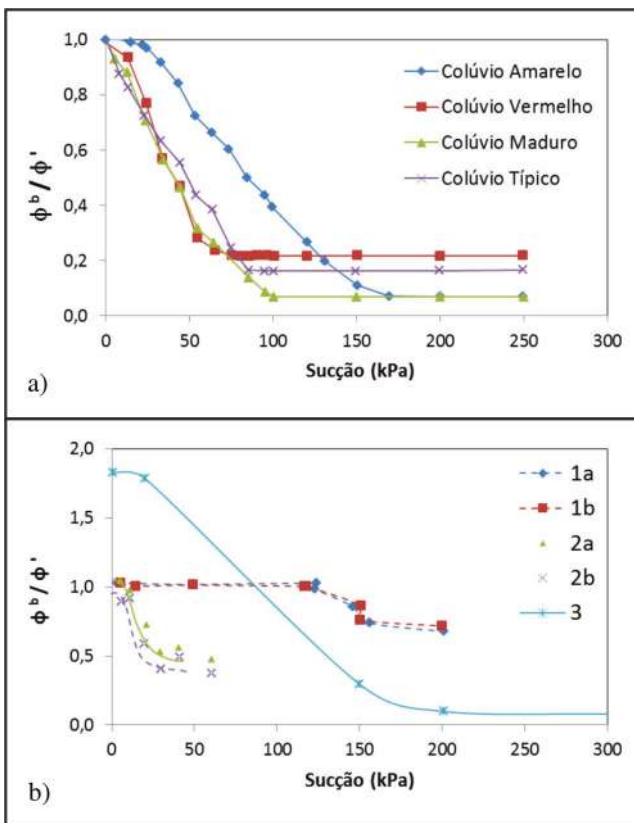 1,0
0,8
0,6
0,4
0,2
0,0
ϕᵇ / ϕ'
Colúvio Amarelo
Colúvio Vermelho
Colúvio Maduro
Colúvio Típico
0 50 100 150 200 250 300
Sucção (kPa)
a)
2,0
1,5
1,0
0,5
0,0
ϕᵇ / ϕ'
1a
1b
2a
2b
3
0 50 100 150 200 250 300
Sucção (kPa)
b)